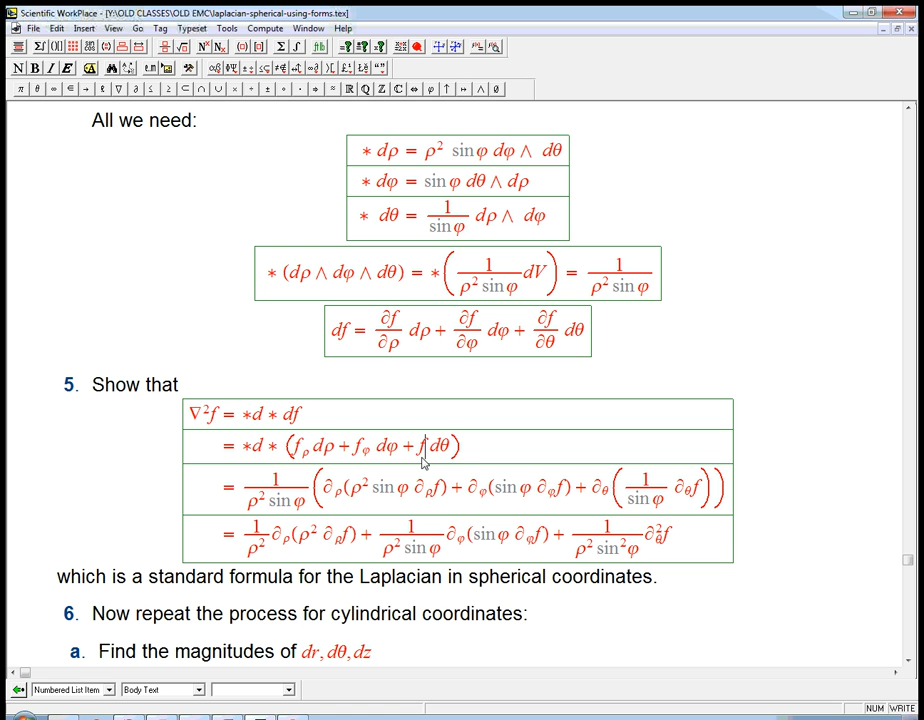 Scientific WorkPlace - [Y:\OLD CLASSES\OLD EMC\laplacian-spherical-using-forms.tex]
File Edit Insert View Go Tag Typeset Tools Compute Window Help
All we need:
∗ dρ = ρ² sin φ dφ ∧ dθ
∗ dφ = sin φ dθ ∧ dρ
∗ dθ = 1/(sin φ) dρ ∧ dφ
∗ (dρ ∧ dφ ∧ dθ) = ∗(1/(ρ² sin φ) dV) = 1/(ρ² sin φ)
df = ∂f/∂ρ dρ + ∂f/∂φ dφ + ∂f/∂θ dθ
5. Show that
∇²f = ∗d ∗ df
= ∗d ∗ (f_ρ dρ + f_φ dφ + f dθ)
= 1/(ρ² sin φ) (∂_ρ(ρ² sin φ ∂_ρ f) + ∂_φ(sin φ ∂_φ f) + ∂_θ(1/(sin φ) ∂_θ f))
= 1/ρ² ∂_ρ(ρ² ∂_ρ f) + 1/(ρ² sin φ) ∂_φ(sin φ ∂_φ f) + 1/(ρ² sin² φ) ∂²_θ f
which is a standard formula for the Laplacian in spherical coordinates.
6. Now repeat the process for cylindrical coordinates:
a. Find the magnitudes of dr, dθ, dz
Numbered List Item Body Text
NUM WRITE